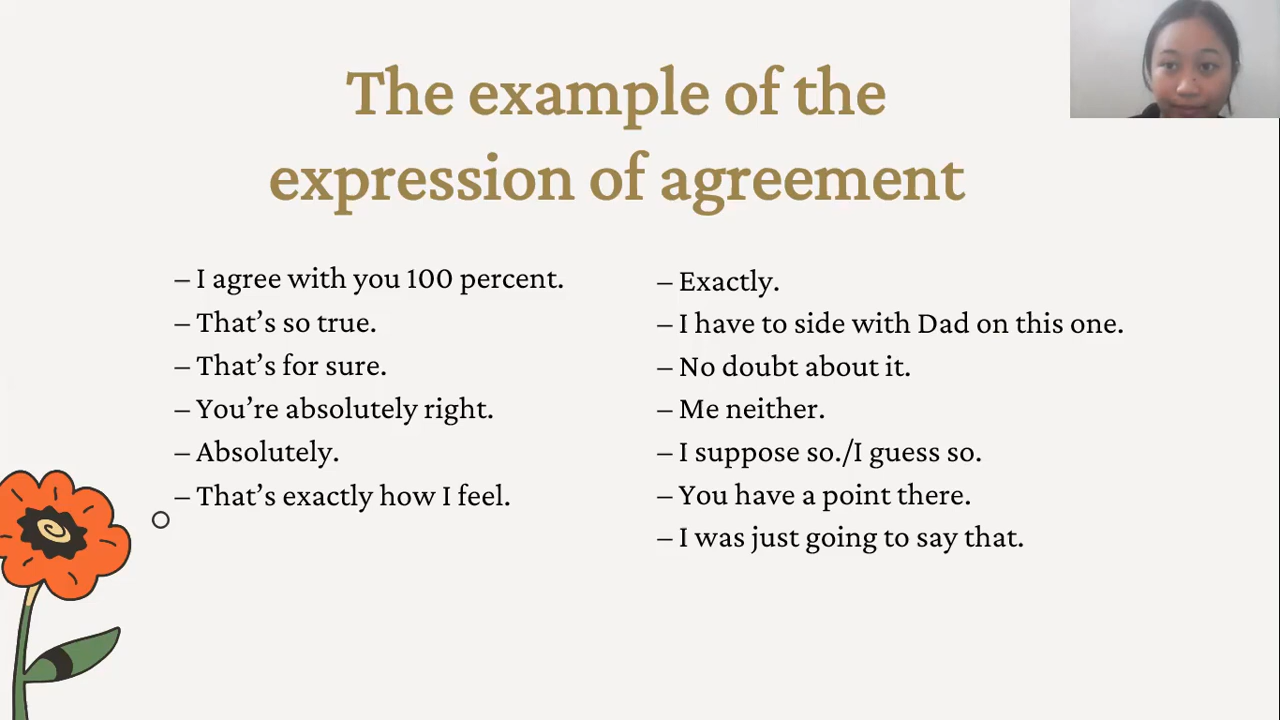 The example of the
expression of agreement
– I agree with you 100 percent.
– That’s so true.
– That’s for sure.
– You’re absolutely right.
– Absolutely.
– That’s exactly how I feel.
– Exactly.
– I have to side with Dad on this one.
– No doubt about it.
– Me neither.
– I suppose so./I guess so.
– You have a point there.
– I was just going to say that.